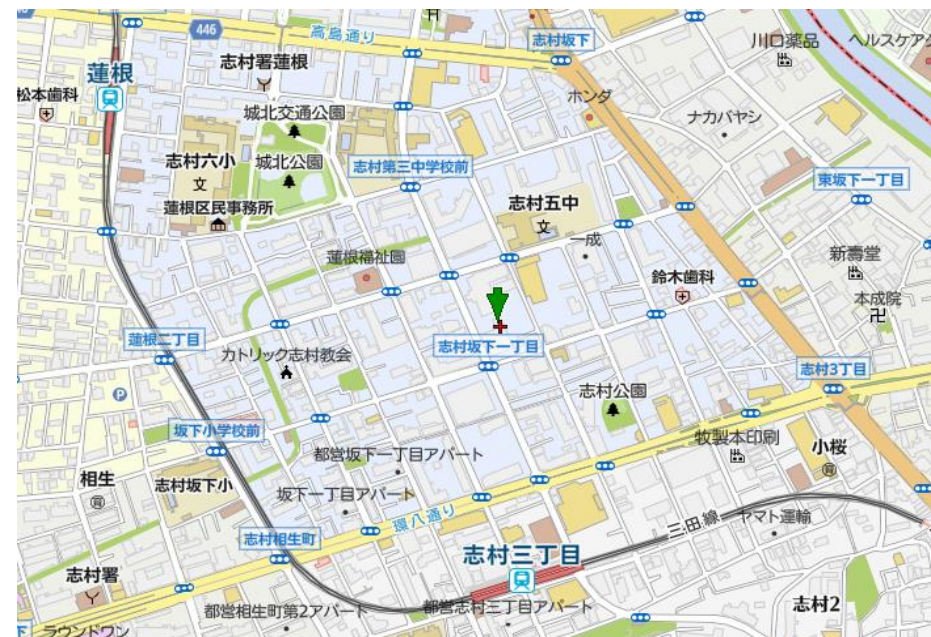 446
高島通り
志村坂下
川口薬品
ヘルスケア
志村署蓮根
蓮根
松本歯科
城北交通公園
ホンダ
ナカバヤシ
志村六小
城北公園
志村第三中学校前
東坂下一丁目
蓮根区民事務所
志村五中
一成
蓮根福祉園
鈴木歯科
新壽堂
本成院
蓮根二丁目
カトリック志村教会
志村坂下一丁目
志村3丁目
P
志村公園
坂下小学校前
牧製本印刷
小桜
都営坂下一丁目アパート
相生
志村坂下小
坂下一丁目アパート
環八通り
三田線
ヤマト運輸
志村相生町
志村三丁目
志村署
都営相生町第2アパート
都営志村三丁目アパート
志村2
下
ラウンドワン